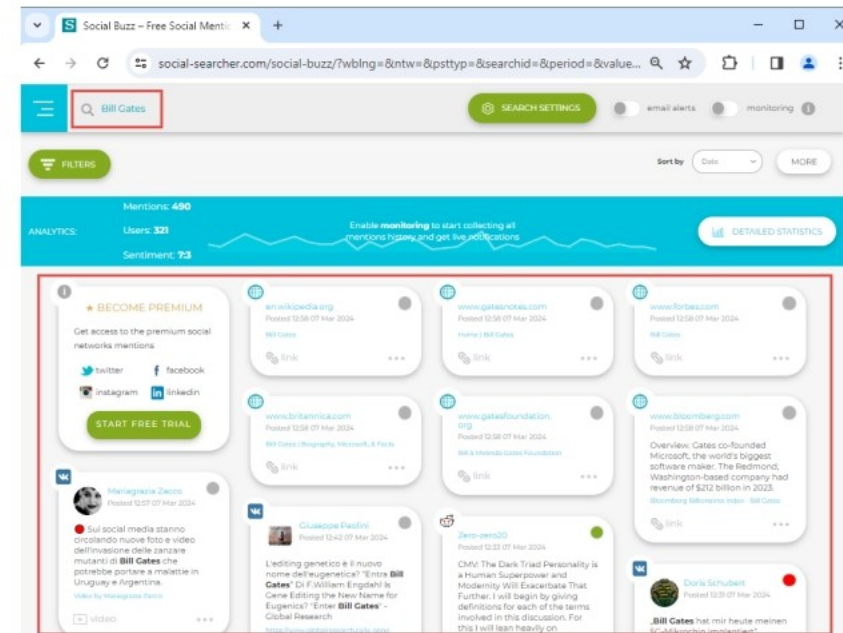 Social Buzz – Free Social Mentio
social-searcher.com/social-buzz/?wblng=&ntw=&psttyp=&searchid=&period=&value...
Bill Gates
SEARCH SETTINGS
email alerts
monitoring
FILTERS
Sort by
Date
MORE
ANALYTICS:
Mentions: 490
Users: 321
Sentiment: 7:3
Enable monitoring to start collecting all
mentions history and get live notifications
DETAILED STATISTICS
★ BECOME PREMIUM
Get access to the premium social
networks mentions
twitter
facebook
instagram
linkedin
START FREE TRIAL
en.wikipedia.org
Posted 12:58 07 Mar 2024
Bill Gates
link
www.gatesnotes.com
Posted 12:58 07 Mar 2024
Home | Bill Gates
link
www.forbes.com
Posted 12:58 07 Mar 2024
Bill Gates
link
www.britannica.com
Posted 12:58 07 Mar 2024
Bill Gates | Biography, Microsoft, & Facts
link
www.gatesfoundation.
org
Posted 12:58 07 Mar 2024
Bill & Melinda Gates Foundation
link
www.bloomberg.com
Posted 12:58 07 Mar 2024
Overview. Gates co-founded
Microsoft, the world's biggest
software maker. The Redmond,
Washington-based company had
revenue of $212 billion in 2023.
Bloomberg Billionaires Index Bill Gates
link
Mariagrazia Zacco
Posted 12:57 07 Mar 2024
Sui social media stanno
circolando nuove foto e video
dell'invasione delle zanzare
mutanti di Bill Gates che
potrebbe portare a malattie in
Uruguay e Argentina.
Video by Mariagrazia Zacco
video
Giuseppe Paolini
Posted 12:42 07 Mar 2024
L'editing genetico è il nuovo
nome dell'eugenetica? "Entra Bill
Gates" Di F.William Engdahl Is
Gene Editing the New Name for
Eugenics? "Enter Bill Gates" -
Global Research
Zero-zero20
Posted 12:33 07 Mar 2024
CMV: The Dark Triad Personality is
a Human Superpower and
Modernity Will Exacerbate That
Further. I will begin by giving
definitions for each of the terms
involved in this discussion. For
this I will lean heavily on
Doris Schubert
Posted 12:31 07 Mar 2024
„Bill Gates hat mir heute meinen
5G-Mikrochip implantiert"